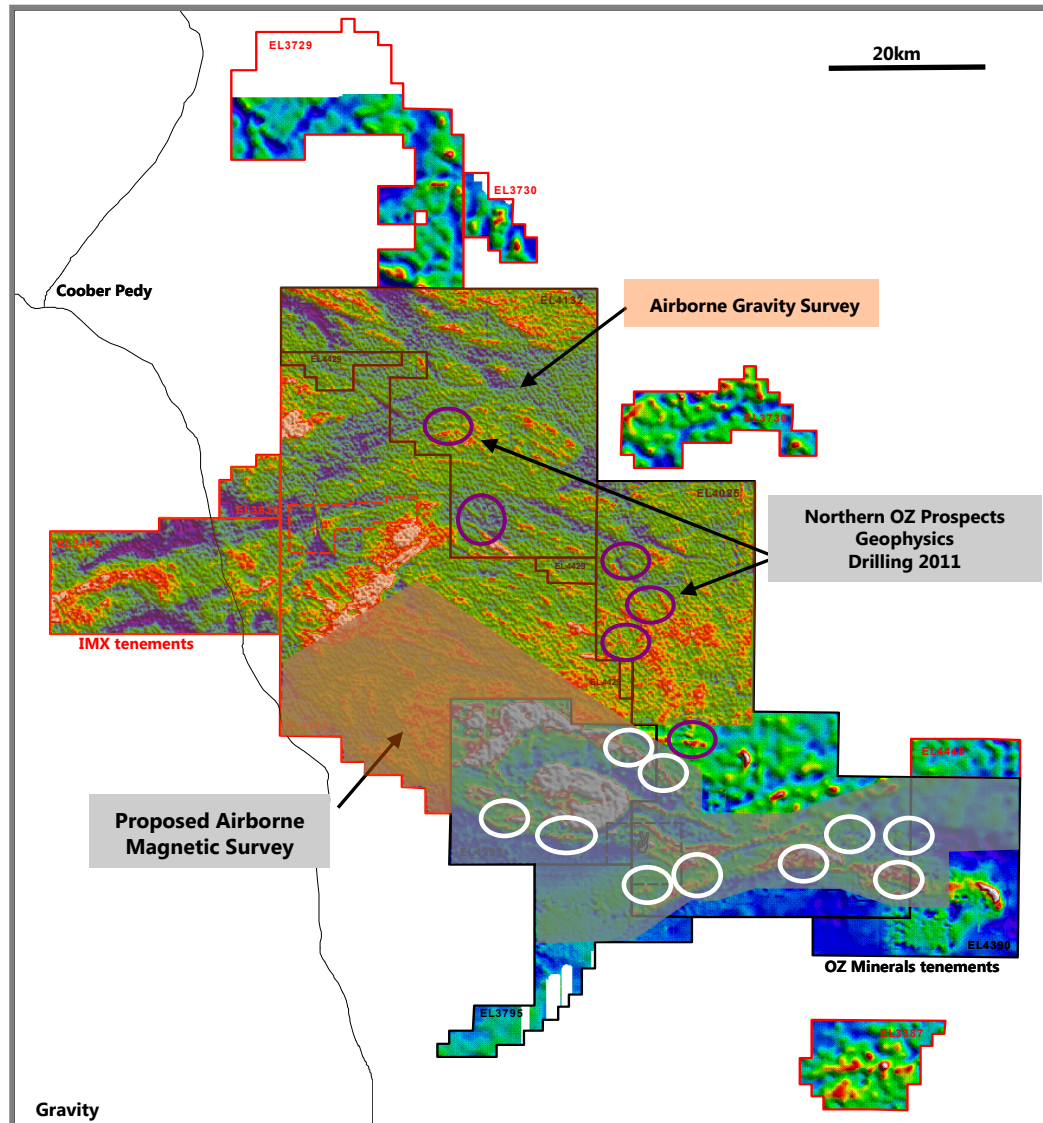 EL3729
20km
EL3730
Coober Pedy
EL4132
Airborne Gravity Survey
EL4429
EL4025
Northern OZ Prospects
Geophysics
Drilling 2011
EL4429
IMX tenements
EL4449
Proposed Airborne
Magnetic Survey
EL4390
OZ Minerals tenements
EL3795
Gravity